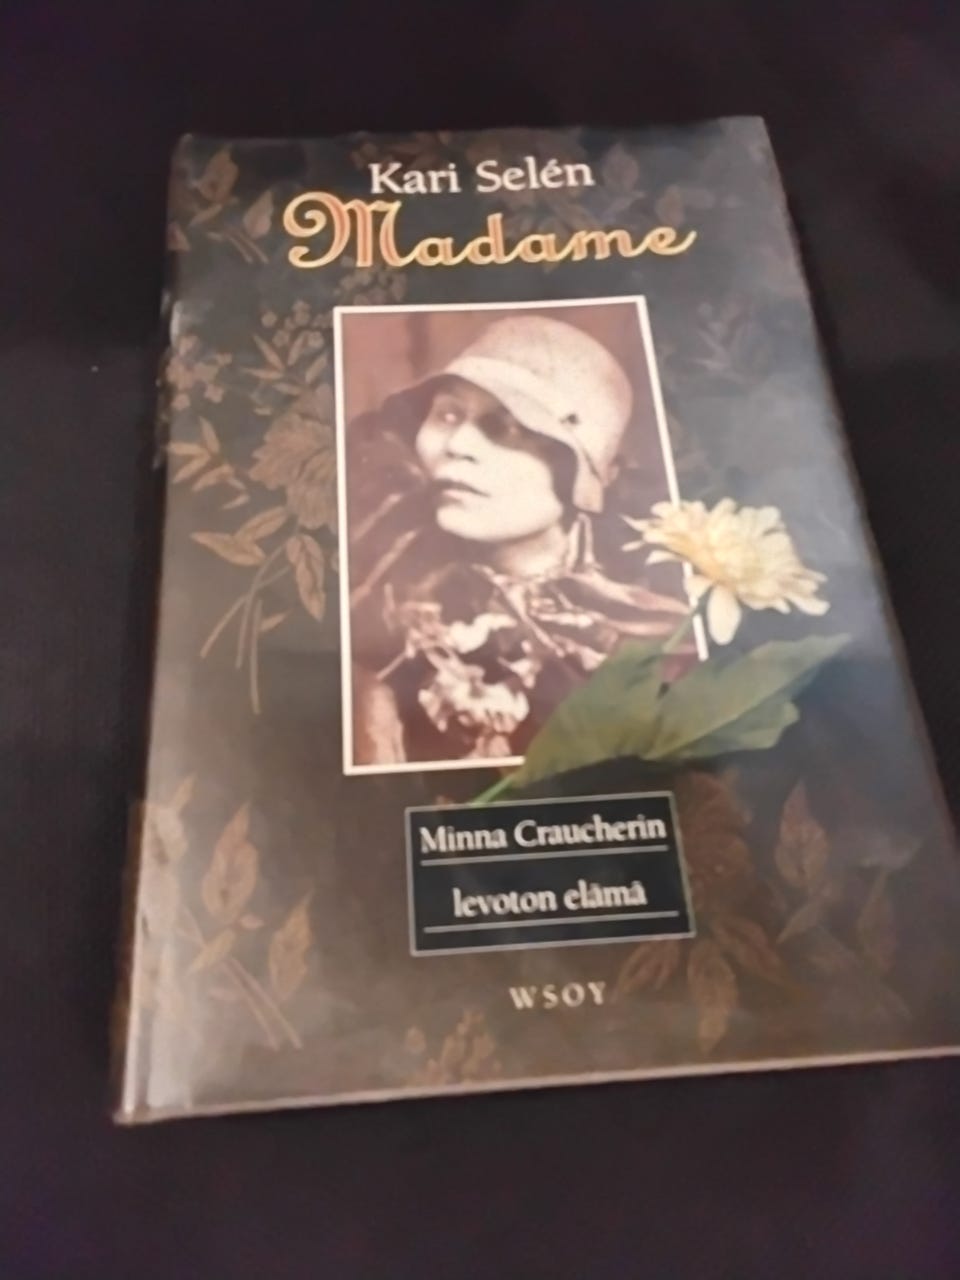 Kari Selén
Madame
Minna Craucherin
levoton elämä
WSOY